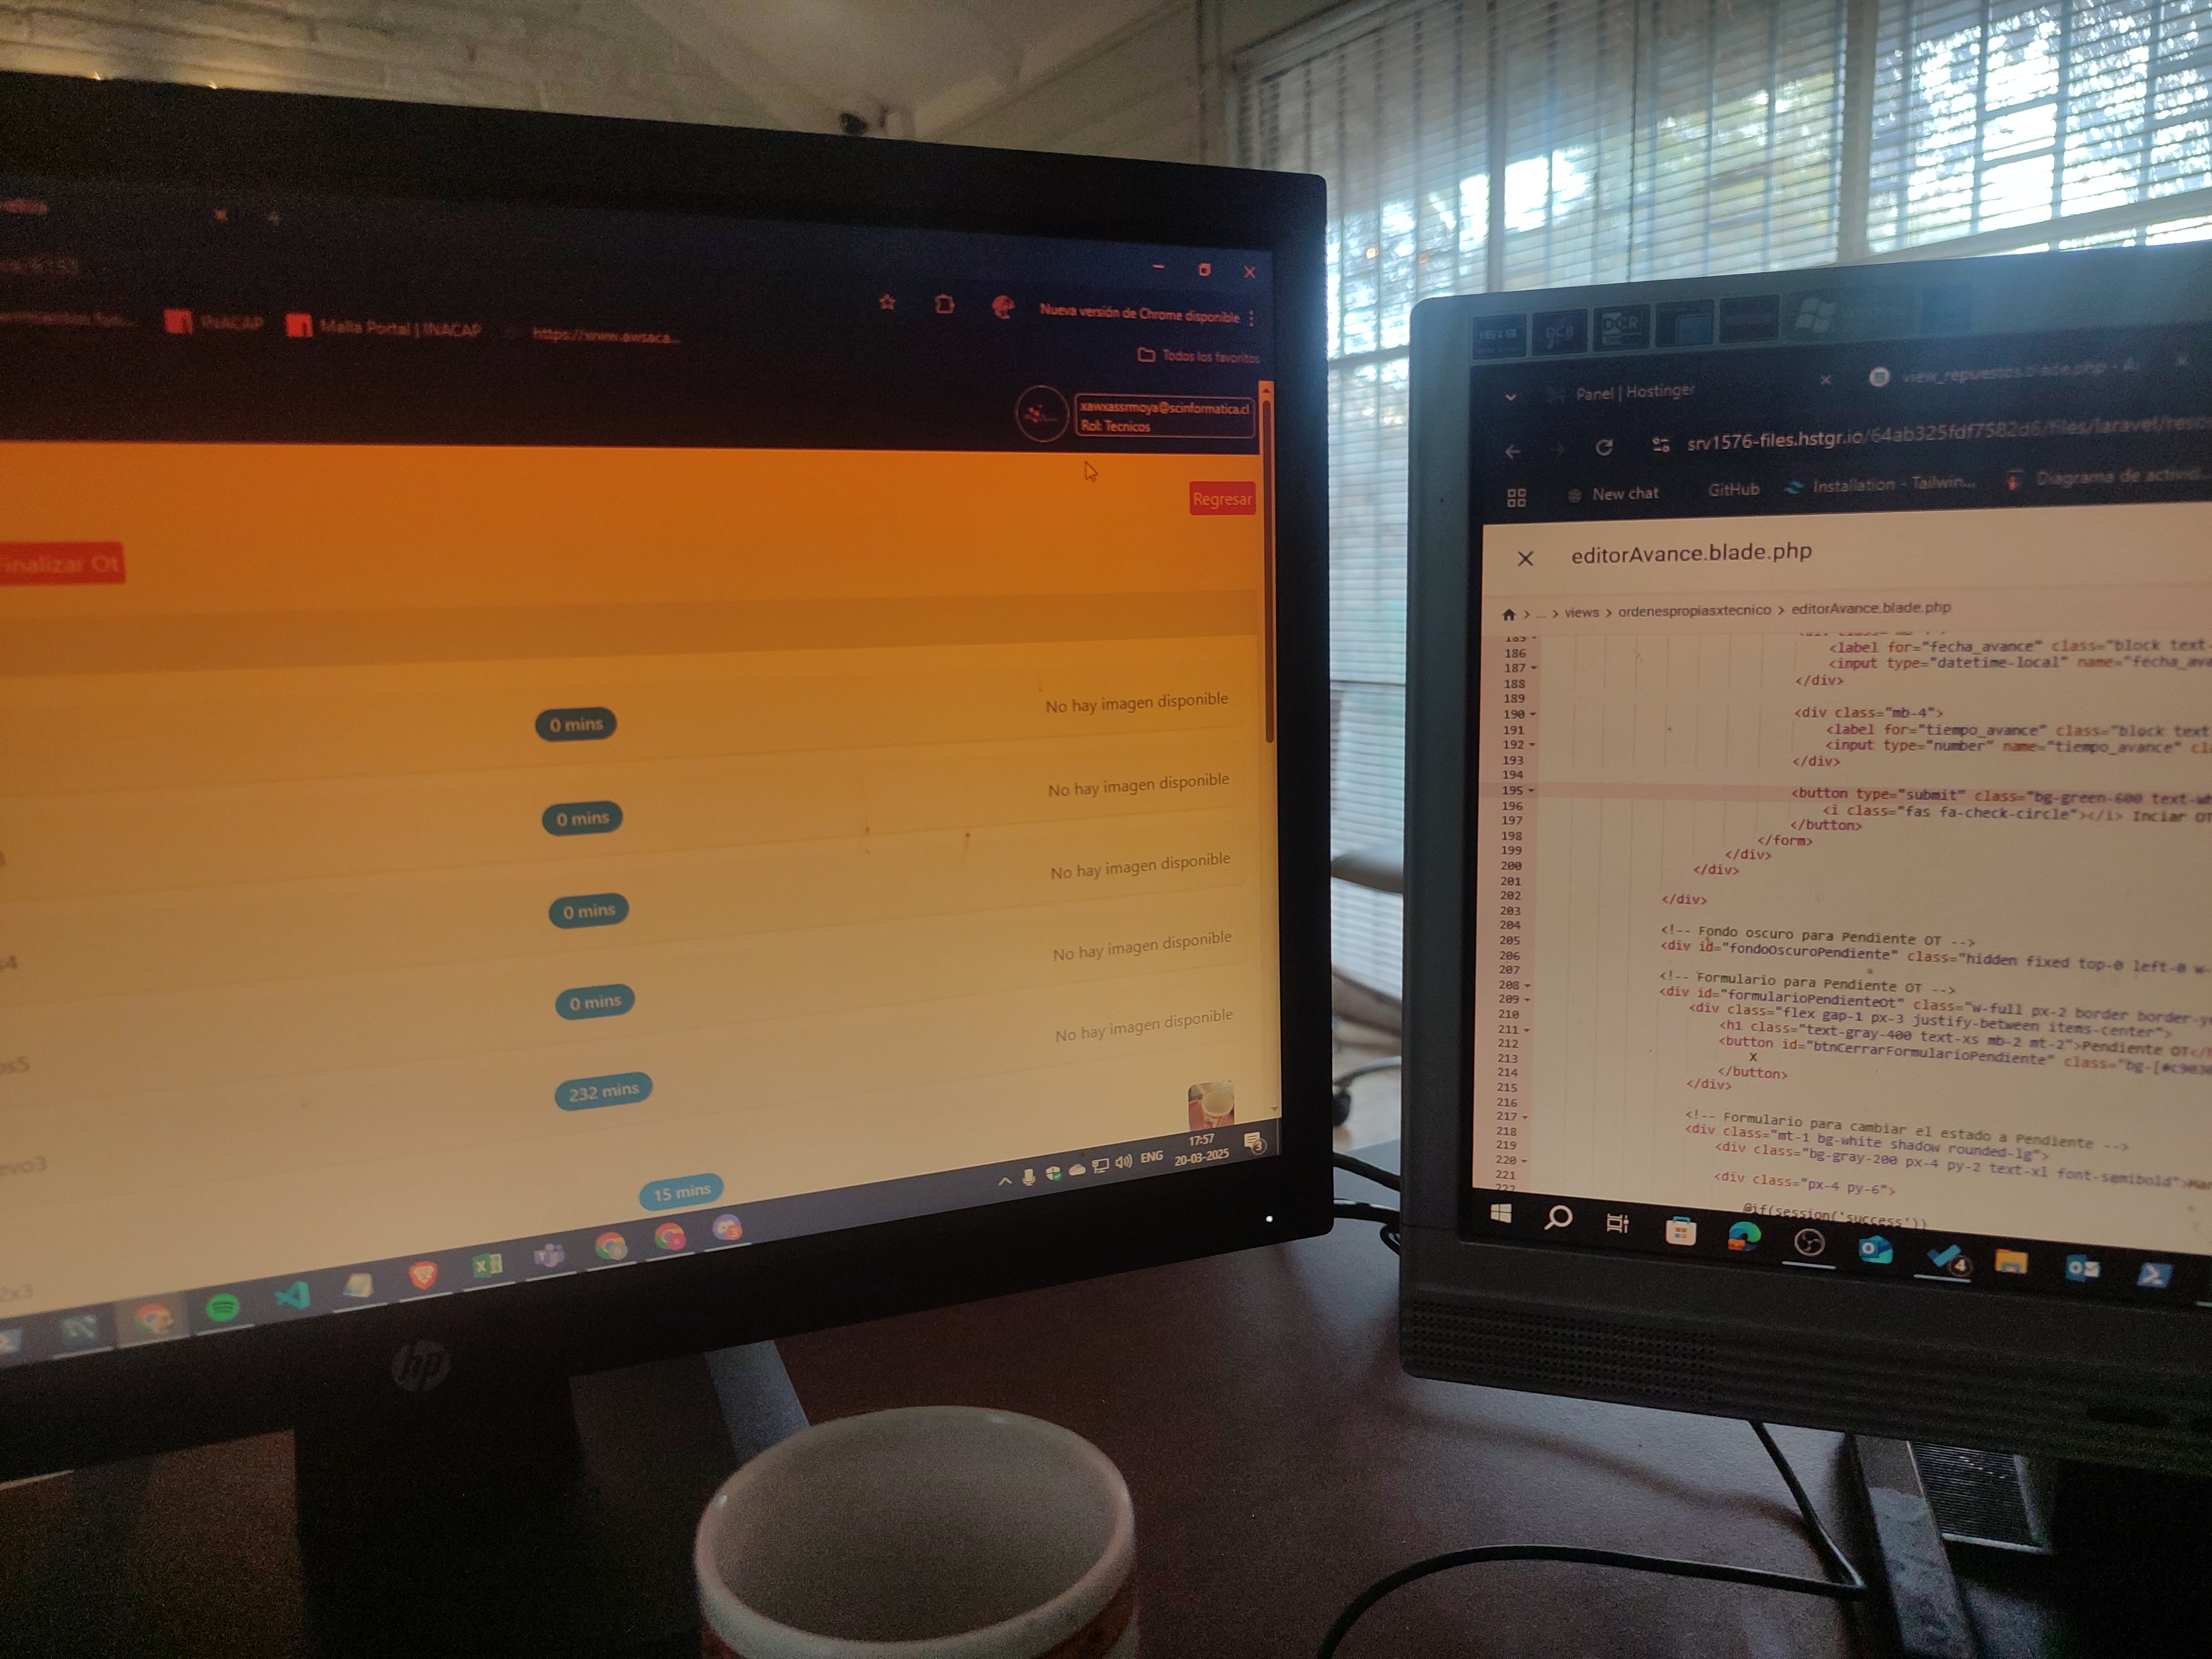 INACAP
Malla Portal | INACAP
https://www.awsaca...
Nueva versión de Chrome disponible
Todos los favoritos
xawxassrmoya@scinformatica.cl
Rol: Tecnicos
Regresar
Finalizar Ot
0 mins
No hay imagen disponible
0 mins
No hay imagen disponible
0 mins
No hay imagen disponible
0 mins
No hay imagen disponible
232 mins
No hay imagen disponible
15 mins
ENG
17:57
20-03-2025
3
hp
Panel | Hostinger
view_repuestos.blade.php - A
srv1576-files.hstgr.io/64ab325fdf7582d6/files/laravel/reso
New chat
GitHub
Installation - Tailwin...
Diagrama de activid
editorAvance.blade.php
... > views > ordenespropiasxtecnico > editorAvance.blade.php
185
186 <label for="fecha_avance" class="block text-
187 <input type="datetime-local" name="fecha_ava
188 </div>
189
190 <div class="mb-4">
191 <label for="tiempo_avance" class="block text
192 <input type="number" name="tiempo_avance" cl
193 </div>
194
195 <button type="submit" class="bg-green-600 text-wh
196 <i class="fas fa-check-circle"></i> Inciar OT
197 </button>
198 </form>
199 </div>
200 </div>
201
202 </div>
203
204 <!-- Fondo oscuro para Pendiente OT -->
205 <div id="fondoOscuroPendiente" class="hidden fixed top-0 left-0 w-
206
207 <!-- Formulario para Pendiente OT -->
208 <div id="formularioPendienteOt" class="w-full px-2 border border-y
209 <div class="flex gap-1 px-3 justify-between items-center">
210 <h1 class="text-gray-400 text-xs mb-2 mt-2">Pendiente OT</h
211 <button id="btnCerrarFormularioPendiente" class="bg-[#c9030
212 X
213 </button>
214 </div>
215
216 <!-- Formulario para cambiar el estado a Pendiente -->
217 <div class="mt-1 bg-white shadow rounded-lg">
218 <div class="bg-gray-200 px-4 py-2 text-xl font-semibold">Mar
219
220 <div class="px-4 py-6">
221
222 @if(session('success'))
4